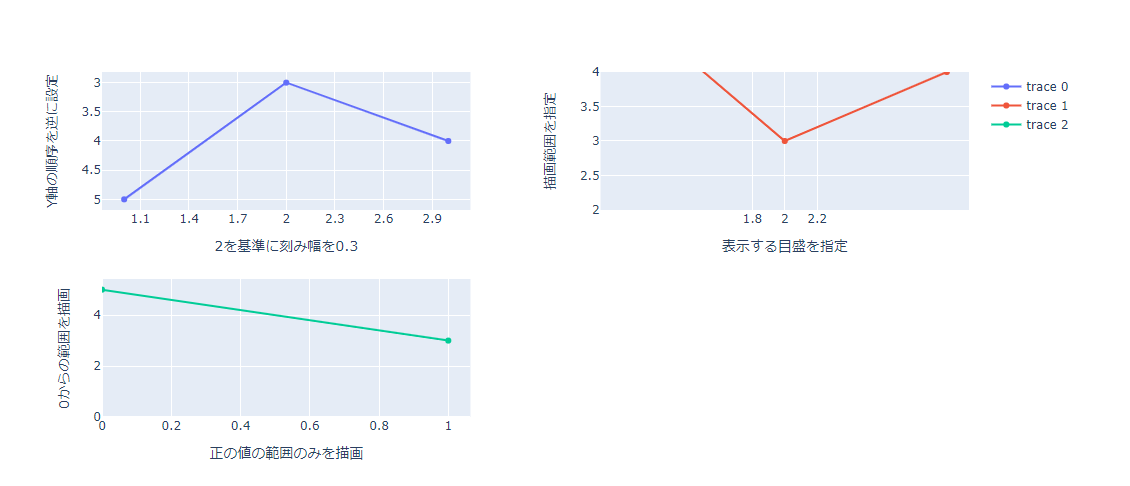 Y軸の順序を逆に設定
3
3.5
4
4.5
5
1.1 1.4 1.7 2 2.3 2.6 2.9
2を基準に刻み幅を0.3
描画範囲を指定
4
3.5
3
2.5
2
1.8 2 2.2
表示する目盛を指定
trace 0
trace 1
trace 2
0からの範囲を描画
4
2
0
0 0.2 0.4 0.6 0.8 1
正の値の範囲のみを描画